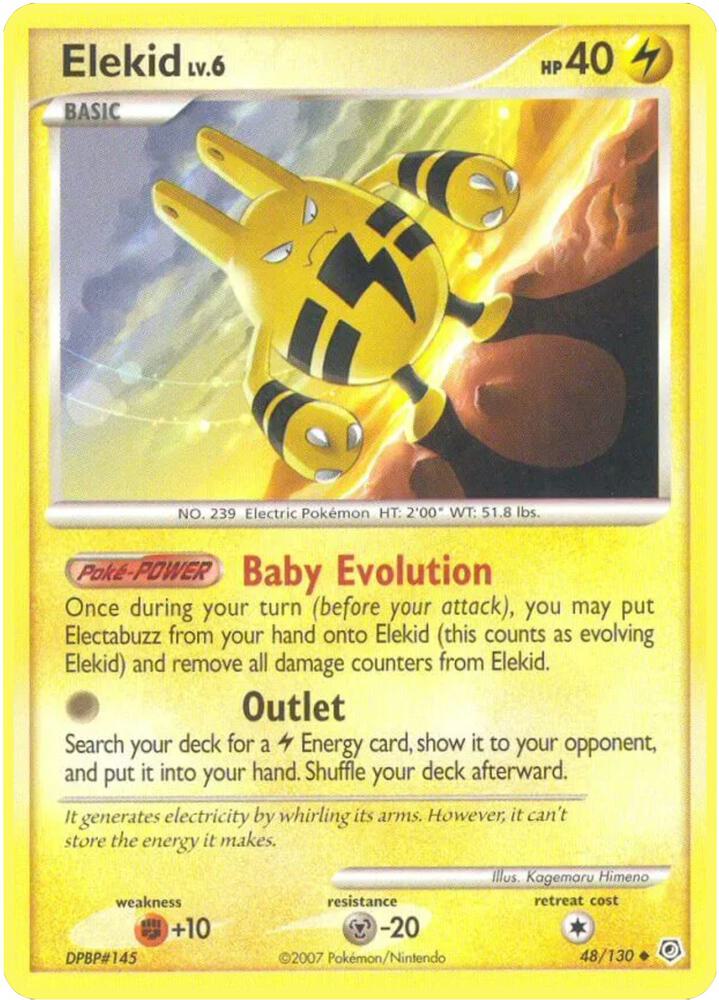 Elekid LV.6 HP 40
BASIC
NO. 239 Electric Pokémon HT: 2'00" WT: 51.8 lbs.
Poké-POWER Baby Evolution
Once during your turn (before your attack), you may put
Electabuzz from your hand onto Elekid (this counts as evolving
Elekid) and remove all damage counters from Elekid.
Outlet
Search your deck for a Energy card, show it to your opponent,
and put it into your hand. Shuffle your deck afterward.
It generates electricity by whirling its arms. However, it can't
store the energy it makes.
Illus. Kagemaru Himeno
weakness resistance retreat cost
+10 -20
DPBP#145 ©2007 Pokémon/Nintendo 48/130